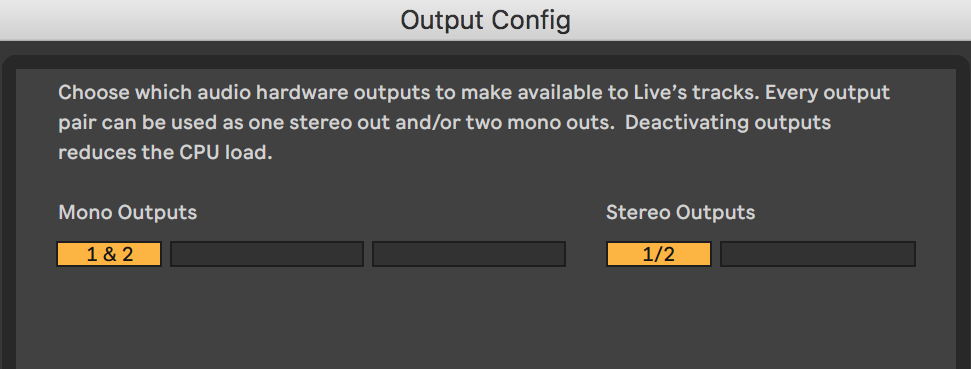 Output Config
Choose which audio hardware outputs to make available to Live’s tracks. Every output
pair can be used as one stereo out and/or two mono outs.  Deactivating outputs
reduces the CPU load.
Mono Outputs
Stereo Outputs
1 & 2
1/2